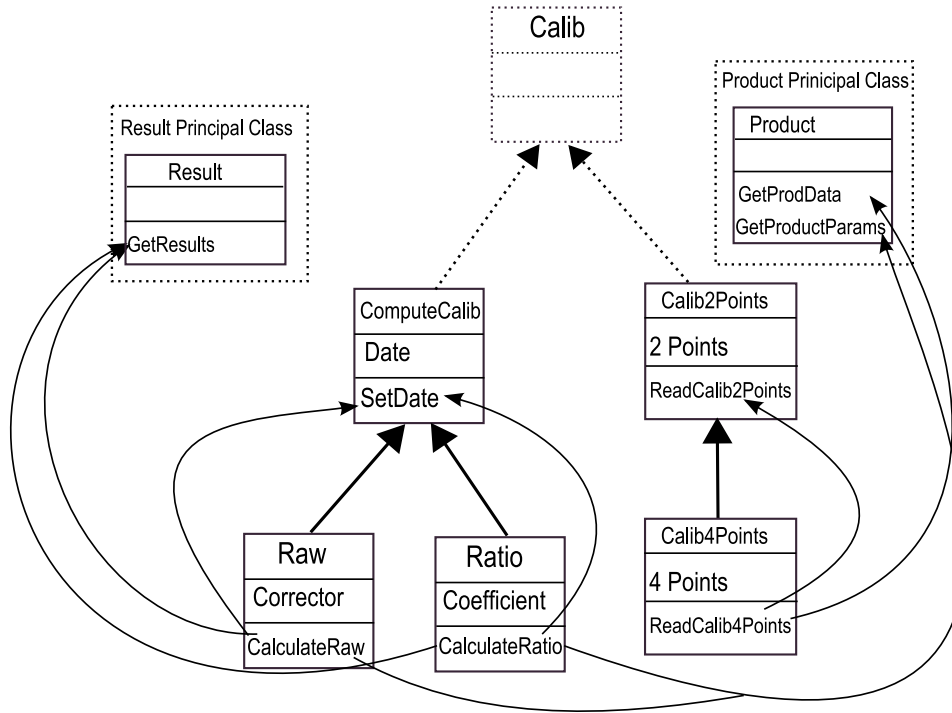 Calib
Product Prinicipal Class
Product
GetProdData
GetProductParams
Result Principal Class
Result
GetResults
ComputeCalib
Date
SetDate
Calib2Points
2 Points
ReadCalib2Points
Raw
Corrector
CalculateRaw
Ratio
Coefficient
CalculateRatio
Calib4Points
4 Points
ReadCalib4Points